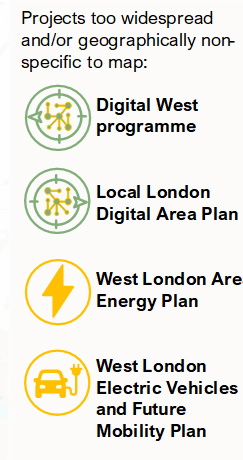 Projects too widespread
and/or geographically non-
specific to map:
Digital West
programme
Local London
Digital Area Plan
West London Are
Energy Plan
West London
Electric Vehicles
and Future
Mobility Plan